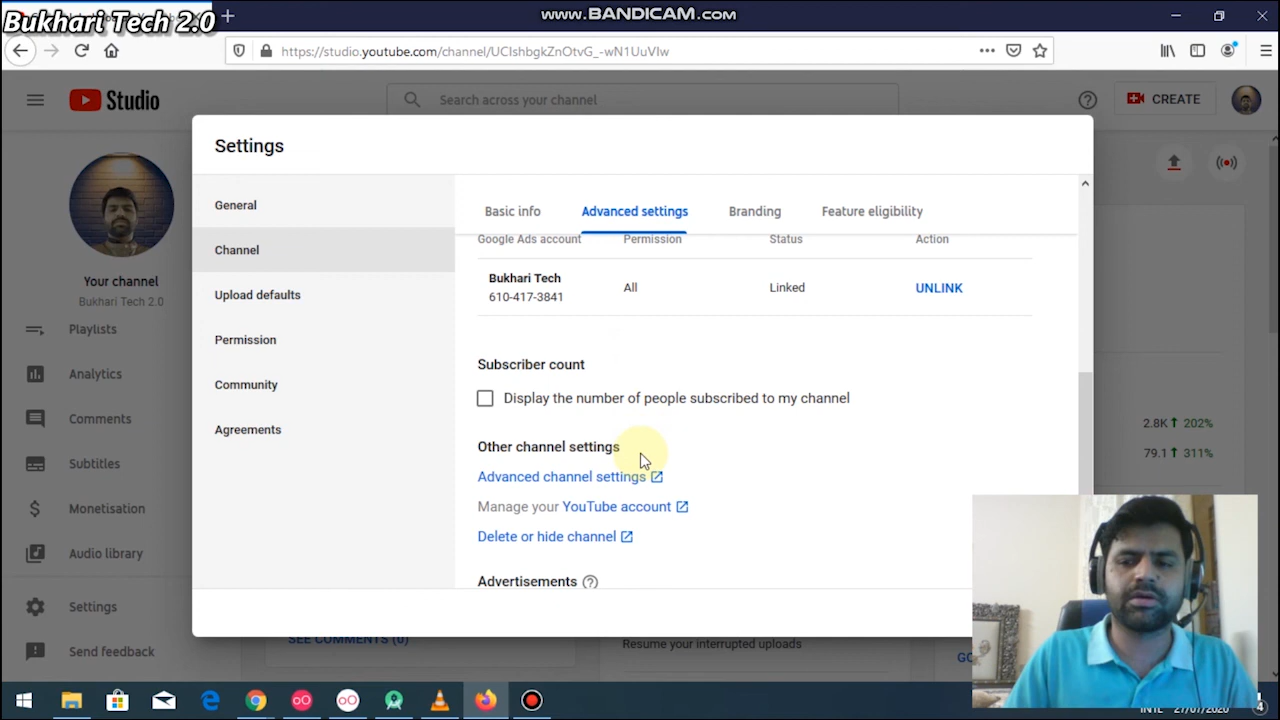 Bukhari Tech 2.0
www.BANDICAM.com
https://studio.youtube.com/channel/UCIshbgkZnOtvG_-wN1UuVIw
Studio
Search across your channel
CREATE
Settings
General
Channel
Upload defaults
Permission
Community
Agreements
Basic info
Advanced settings
Branding
Feature eligibility
Google Ads account
Permission
Status
Action
Bukhari Tech
610-417-3841
All
Linked
UNLINK
Subscriber count
Display the number of people subscribed to my channel
Other channel settings
Advanced channel settings
Manage your YouTube account
Delete or hide channel
Advertisements
Your channel
Bukhari Tech 2.0
Playlists
Analytics
Comments
Subtitles
Monetisation
Audio library
Settings
Send feedback
2.8K 202%
79.1 311%
SEE COMMENTS (0)
Resume your interrupted uploads
INTL 27/07/2020
4